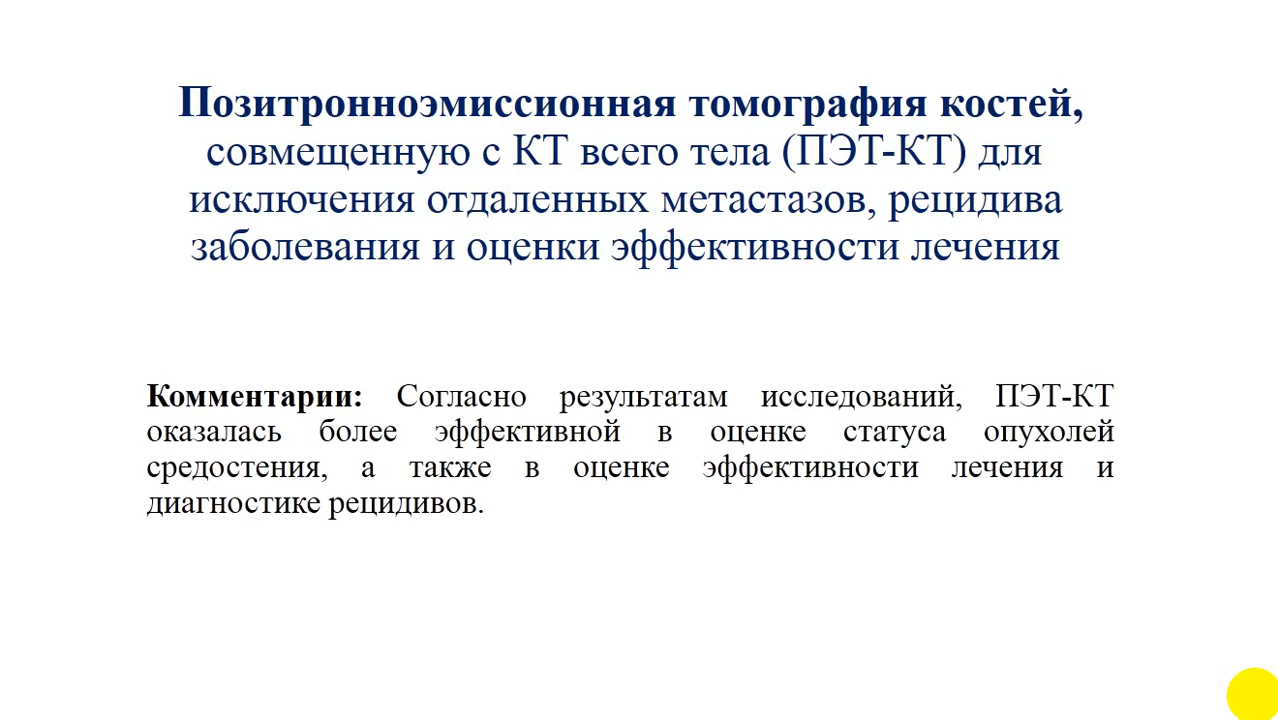 Позитронноэмиссионная томография костей,
совмещенную с КТ всего тела (ПЭТ-КТ) для
исключения отдаленных метастазов, рецидива
заболевания и оценки эффективности лечения
Комментарии: Согласно результатам исследований, ПЭТ-КТ
оказалась более эффективной в оценке статуса опухолей
средостения, а также в оценке эффективности лечения и
диагностике рецидивов.